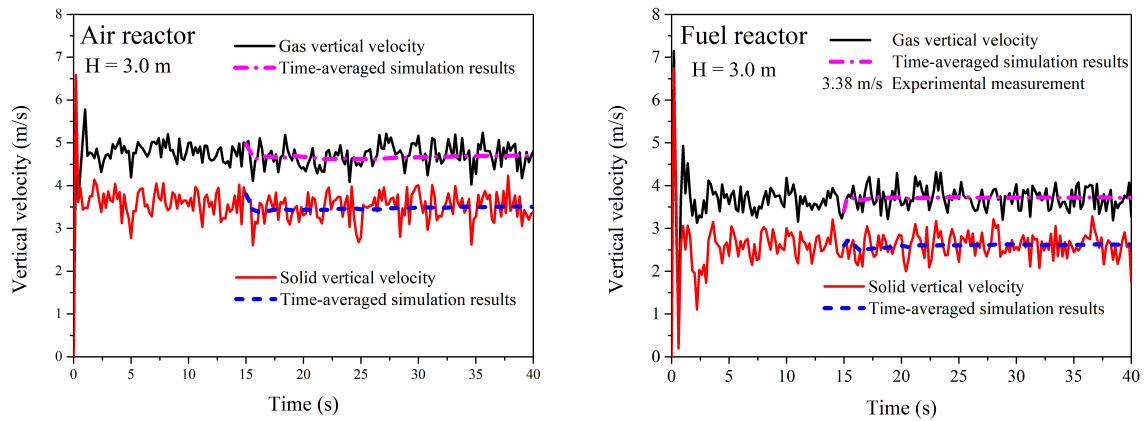 Air reactor
H = 3.0 m
Gas vertical velocity
Time-averaged simulation results
Solid vertical velocity
Time-averaged simulation results
Vertical velocity (m/s)
8
7
6
5
4
3
2
1
0
0 5 10 15 20 25 30 35 40
Time (s)
Fuel reactor
H = 3.0 m
Gas vertical velocity
Time-averaged simulation results
3.38 m/s Experimental measurement
Solid vertical velocity
Time-averaged simulation results
Vertical velocity (m/s)
8
7
6
5
4
3
2
1
0
0 5 10 15 20 25 30 35 40
Time (s)